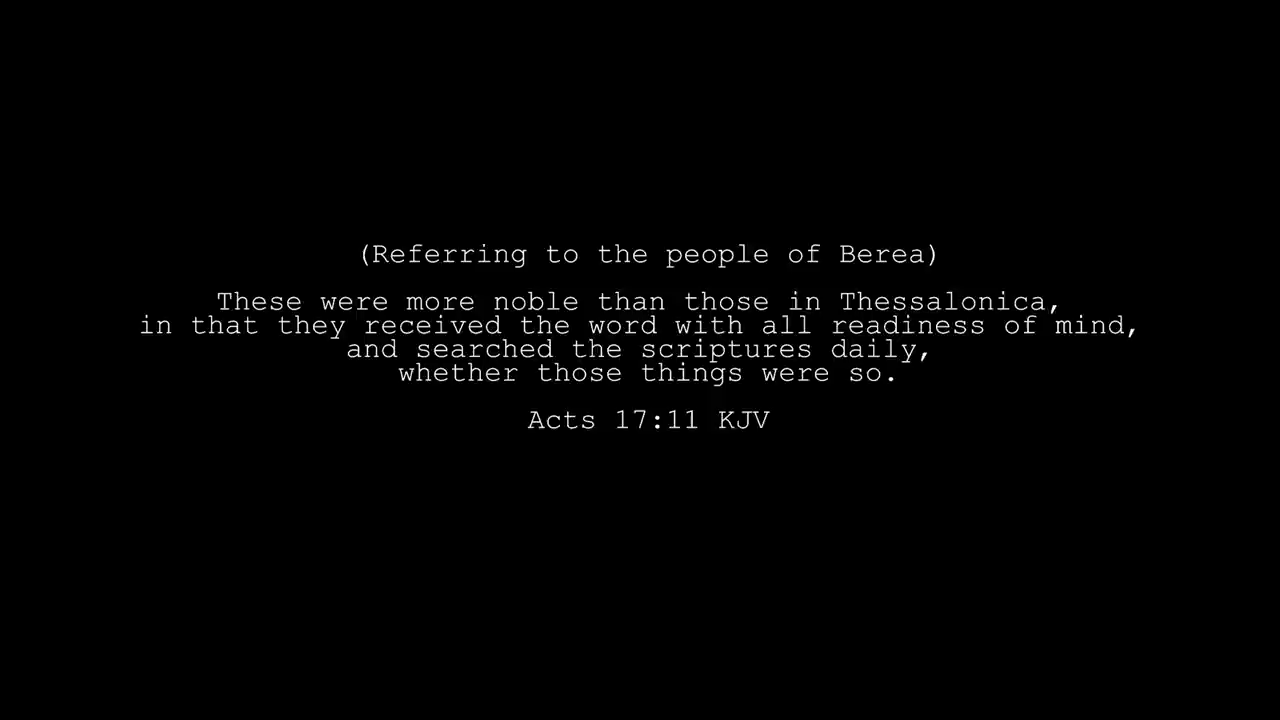 (Referring to the people of Berea)
These were more noble than those in Thessalonica,
in that they received the word with all readiness of mind,
and searched the scriptures daily,
whether those things were so.
Acts 17:11 KJV